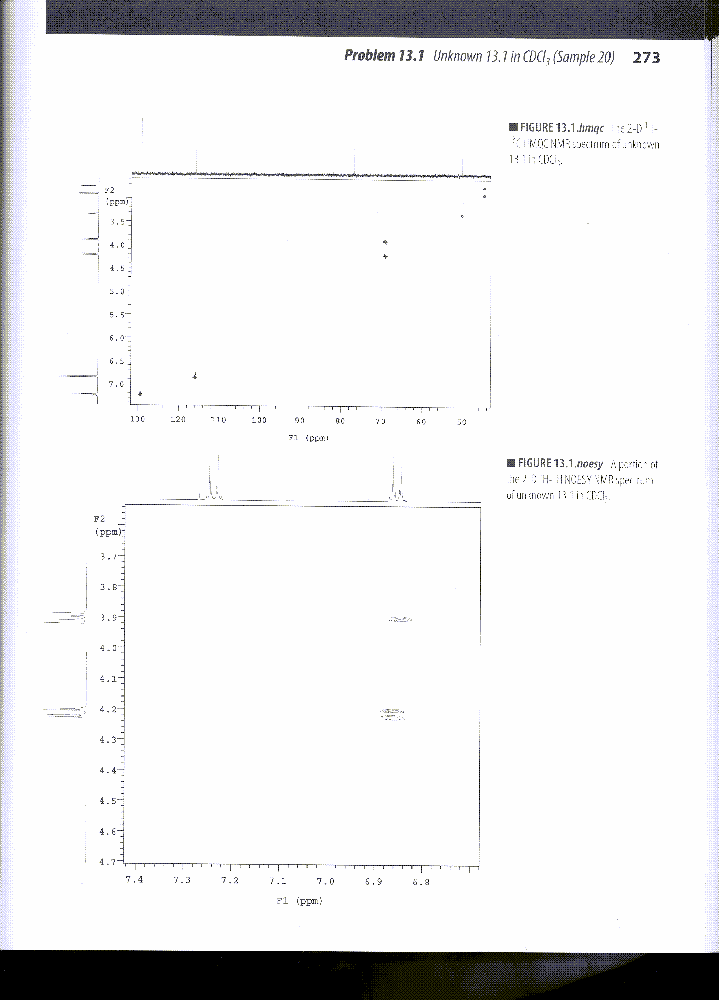 Problem 13.1 Unknown 13.1 in CDCl3 (Sample 20) 273
■ FIGURE 13.1.hmqc The 2-D 1H-
13C HMQC NMR spectrum of unknown
13.1 in CDCl3.
F2
(ppm)
3.5
4.0
4.5
5.0
5.5
6.0
6.5
7.0
130 120 110 100 90 80 70 60 50
F1 (ppm)
■ FIGURE 13.1.noesy A portion of
the 2-D 1H-1H NOESY NMR spectrum
of unknown 13.1 in CDCl3.
F2
(ppm)
3.7
3.8
3.9
4.0
4.1
4.2
4.3
4.4
4.5
4.6
4.7
7.4 7.3 7.2 7.1 7.0 6.9 6.8
F1 (ppm)